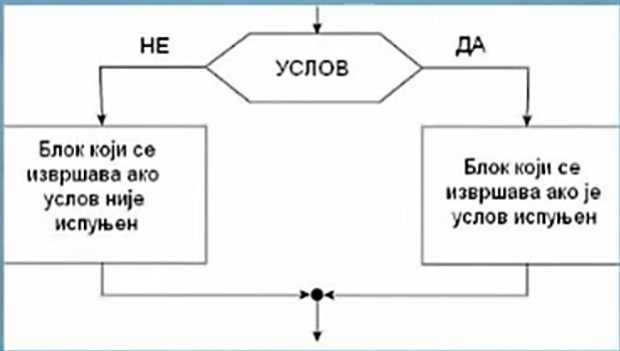 НЕ
ДА
УСЛОВ
Блок који се
извршава ако
услов није
испуњен
Блок који се
извршава ако је
услов испуњен